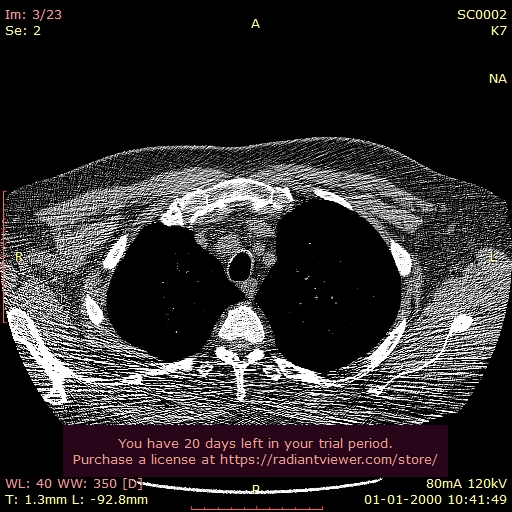 Im: 3/23
Se: 2
A
SC0002
K7
NA
R
L
You have 20 days left in your trial period.
Purchase a license at https://radiantviewer.com/store/
WL: 40 WW: 350 [D]
T: 1.3mm L: -92.8mm
P
80mA 120kV
01-01-2000 10:41:49